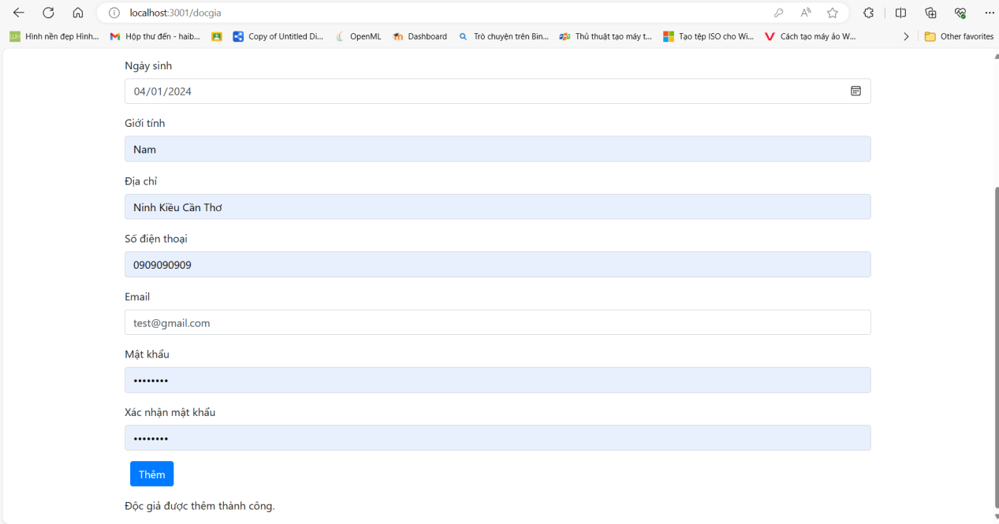 localhost:3001/docgia
Hình nền đẹp Hình... Hộp thư đến - haib... Copy of Untitled Di... OpenML Dashboard Trò chuyện trên Bin... Thủ thuật tạo máy t... Tạo tệp ISO cho Wi... Cách tạo máy ảo W... Other favorites
Ngày sinh
04/01/2024
Giới tính
Nam
Địa chỉ
Ninh Kiều Cần Thơ
Số điện thoại
0909090909
Email
test@gmail.com
Mật khẩu
••••••••
Xác nhận mật khẩu
••••••••
Thêm
Độc giả được thêm thành công.